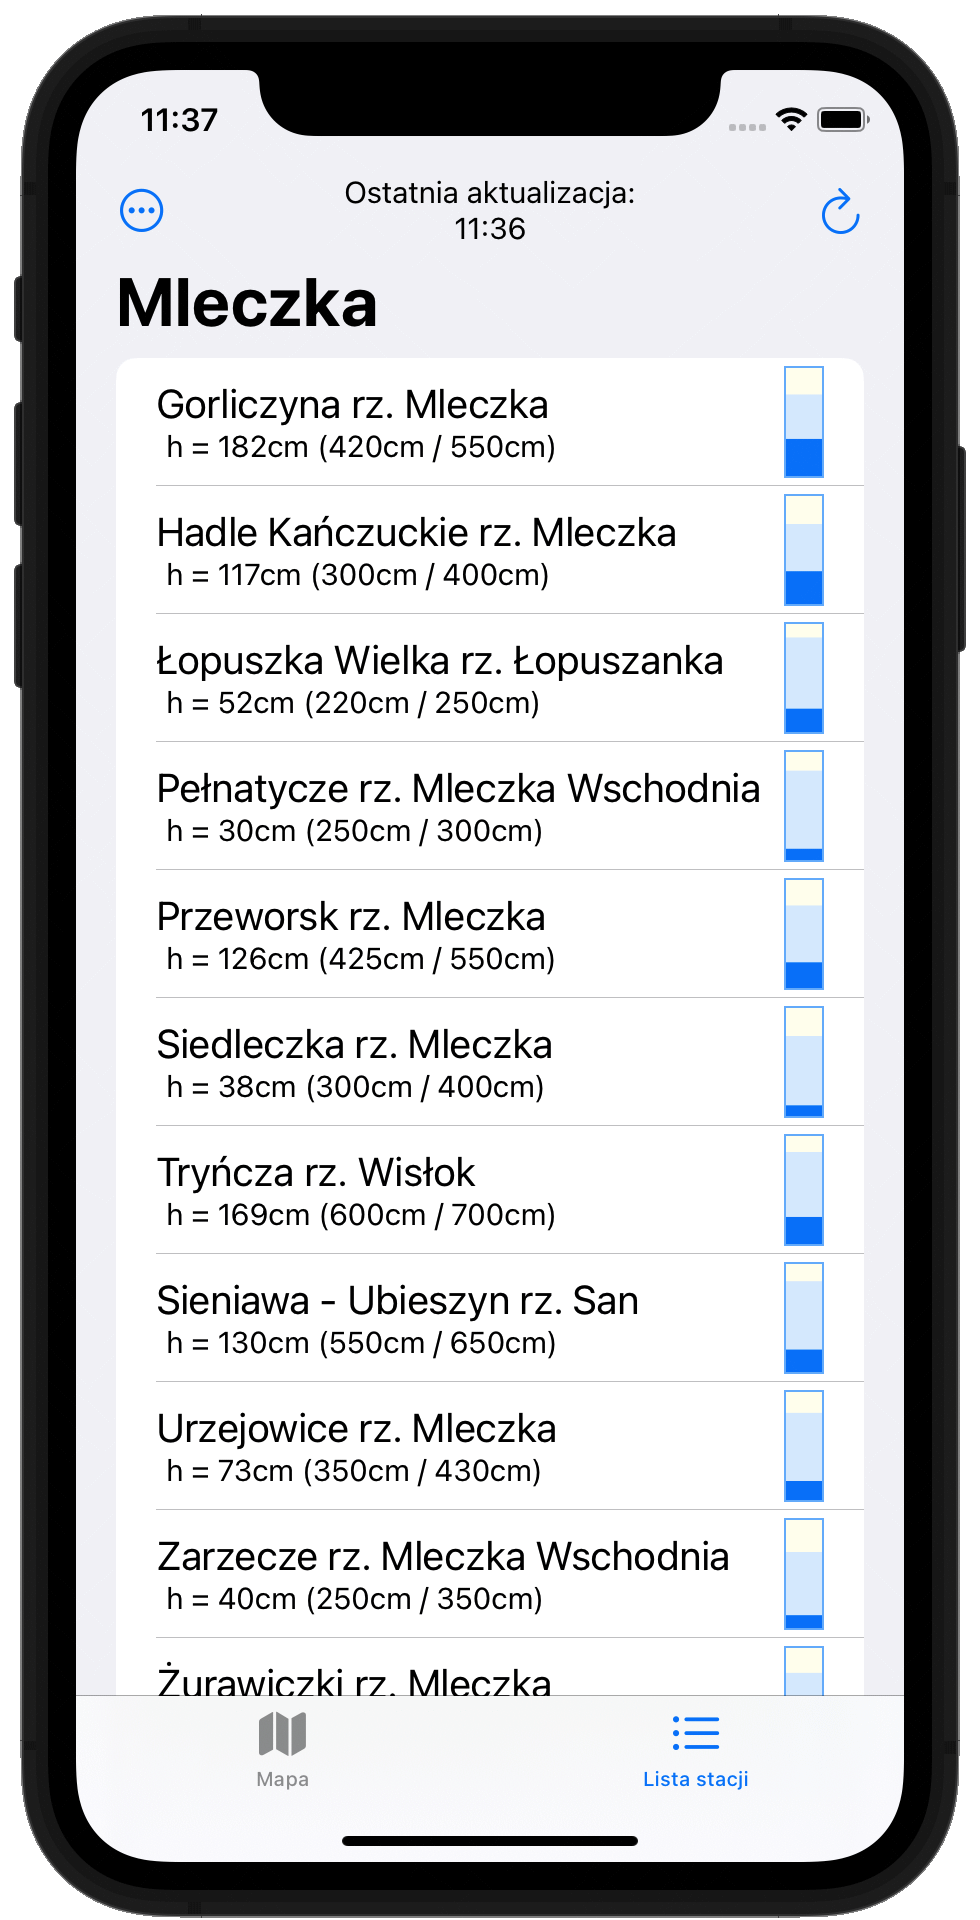 11:37
Ostatnia aktualizacja:
11:36
Mleczka
Gorliczyna rz. Mleczka
h = 182cm (420cm / 550cm)
Hadle Kańczuckie rz. Mleczka
h = 117cm (300cm / 400cm)
Łopuszka Wielka rz. Łopuszanka
h = 52cm (220cm / 250cm)
Pełnatycze rz. Mleczka Wschodnia
h = 30cm (250cm / 300cm)
Przeworsk rz. Mleczka
h = 126cm (425cm / 550cm)
Siedleczka rz. Mleczka
h = 38cm (300cm / 400cm)
Tryńcza rz. Wisłok
h = 169cm (600cm / 700cm)
Sieniawa - Ubieszyn rz. San
h = 130cm (550cm / 650cm)
Urzejowice rz. Mleczka
h = 73cm (350cm / 430cm)
Zarzecze rz. Mleczka Wschodnia
h = 40cm (250cm / 350cm)
Żurawiczki rz. Mleczka
Mapa
Lista stacji